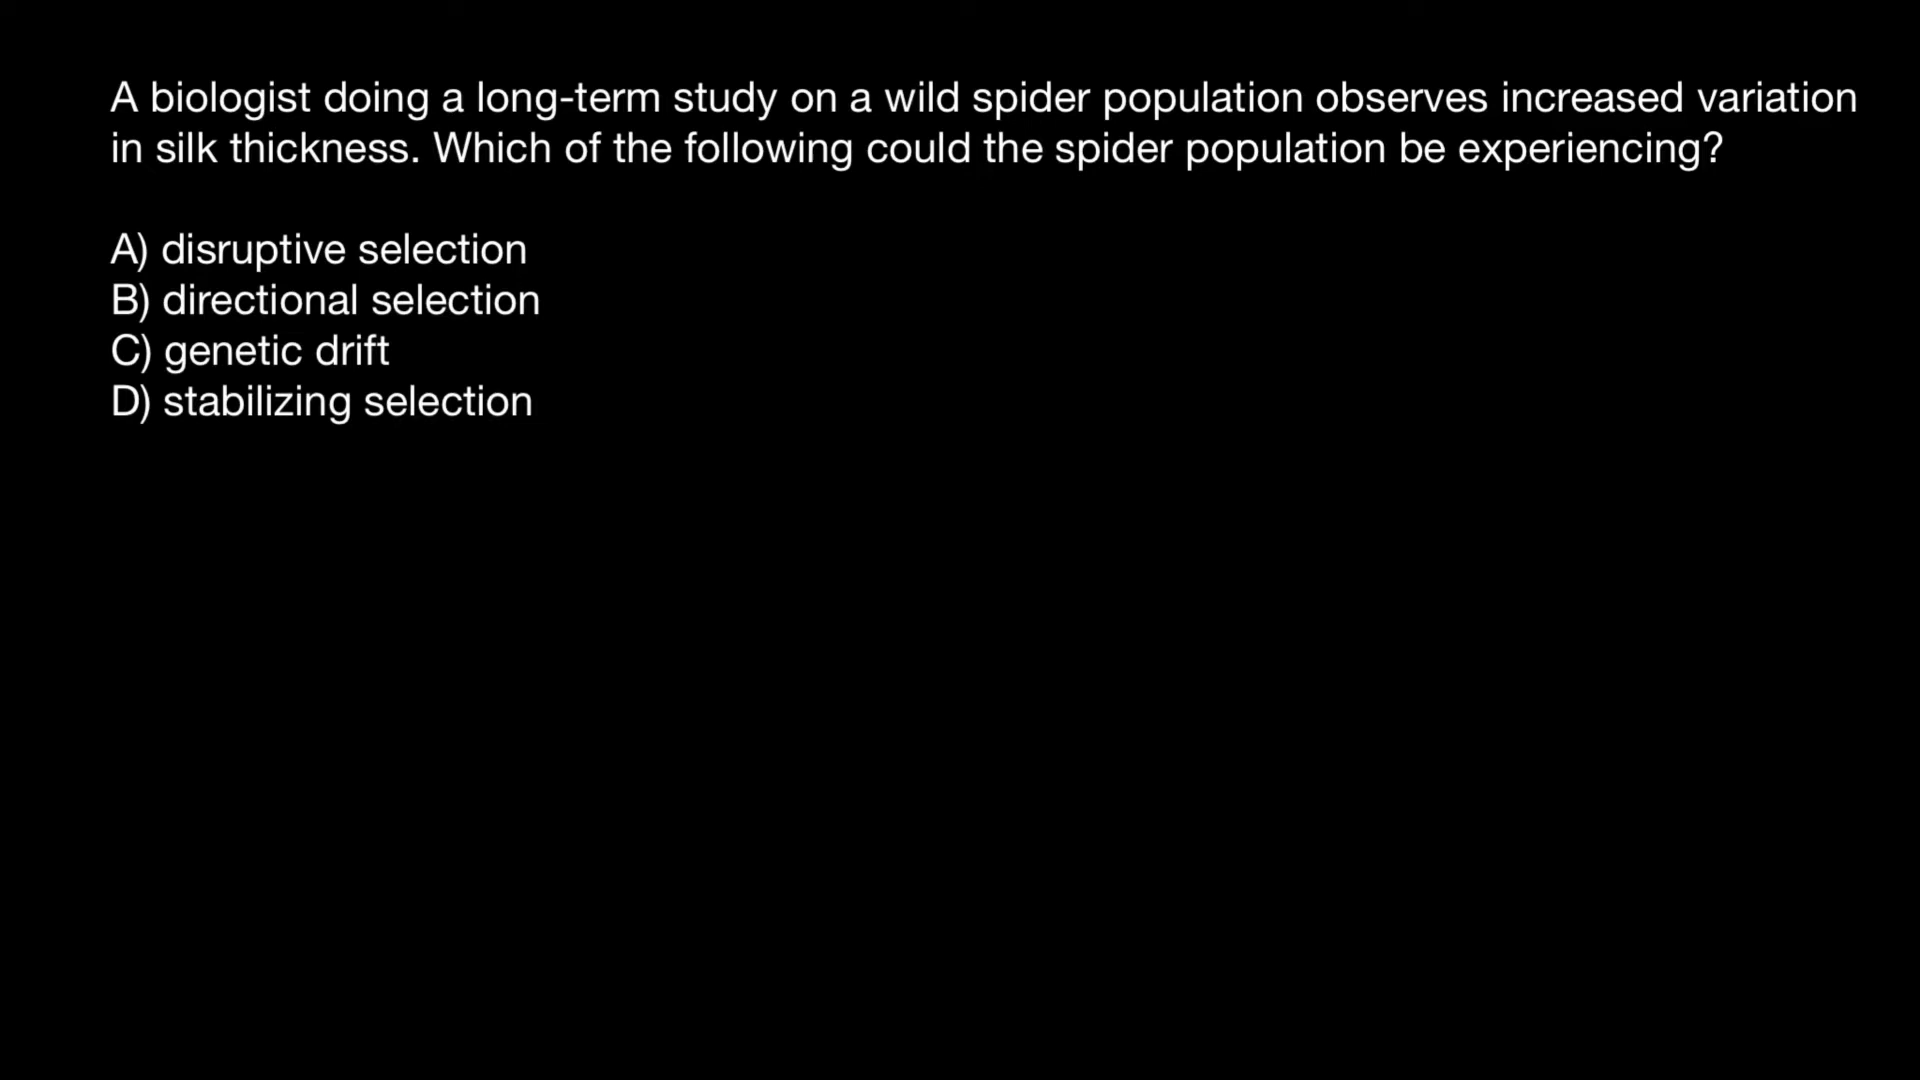 A biologist doing a long-term study on a wild spider population observes increased variation
in silk thickness. Which of the following could the spider population be experiencing?
A) disruptive selection
B) directional selection
C) genetic drift
D) stabilizing selection